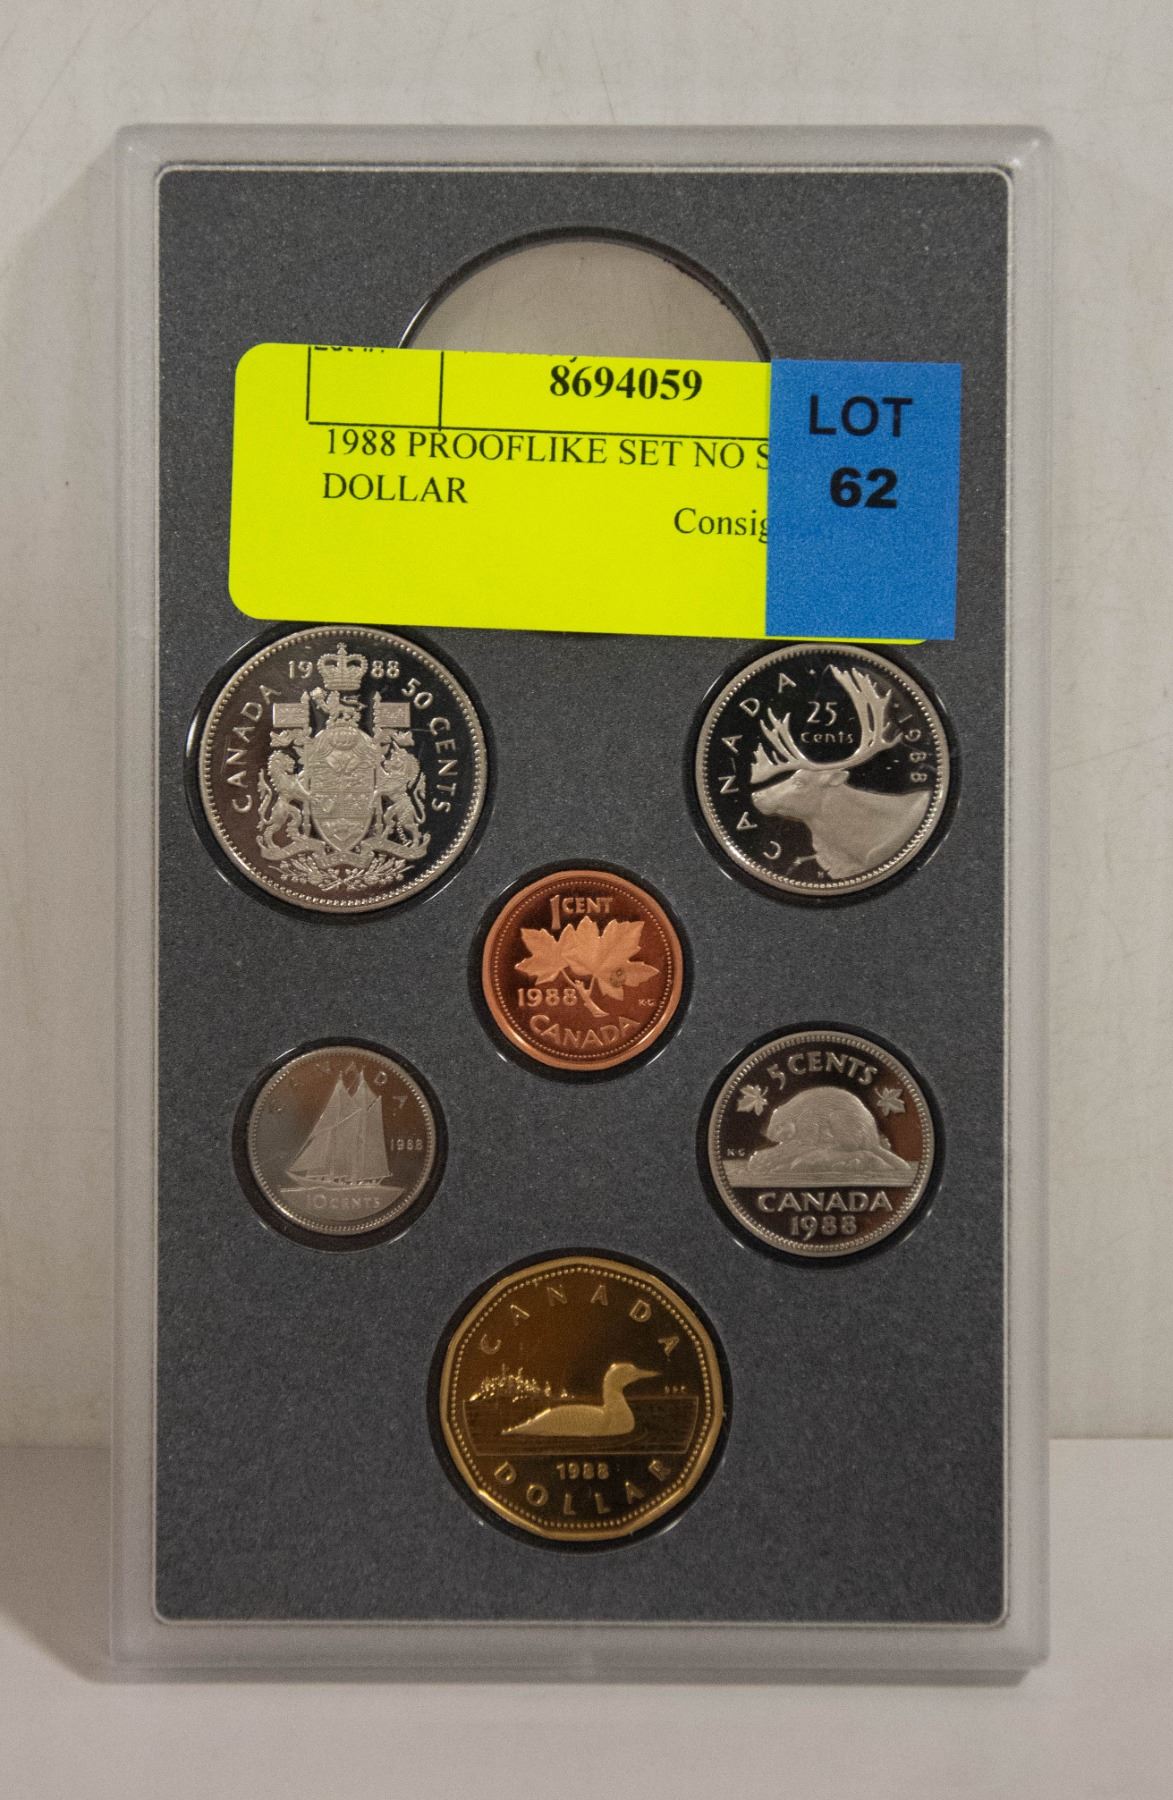 8694059
1988 PROOFLIKE SET NO S
DOLLAR
Consig
LOT
62
1988
CANADA
50 CENTS
CANADA
25
cents
1988
H
1 CENT
1988
K·G
CANADA
CANADA
1988
10 CENTS
5 CENTS
K·G
CANADA
1988
CANADA
1988
DOLLAR